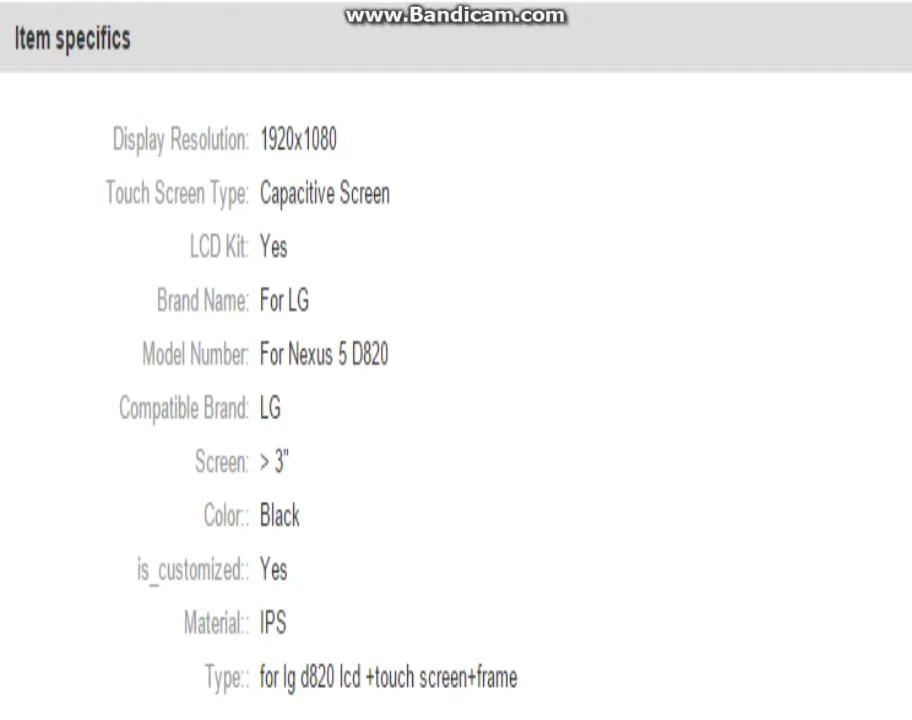 www.Bandicam.com
Item specifics
Display Resolution: 1920x1080
Touch Screen Type: Capacitive Screen
LCD Kit: Yes
Brand Name: For LG
Model Number: For Nexus 5 D820
Compatible Brand: LG
Screen: > 3"
Color:: Black
is_customized:: Yes
Material:: IPS
Type:: for lg d820 lcd +touch screen+frame